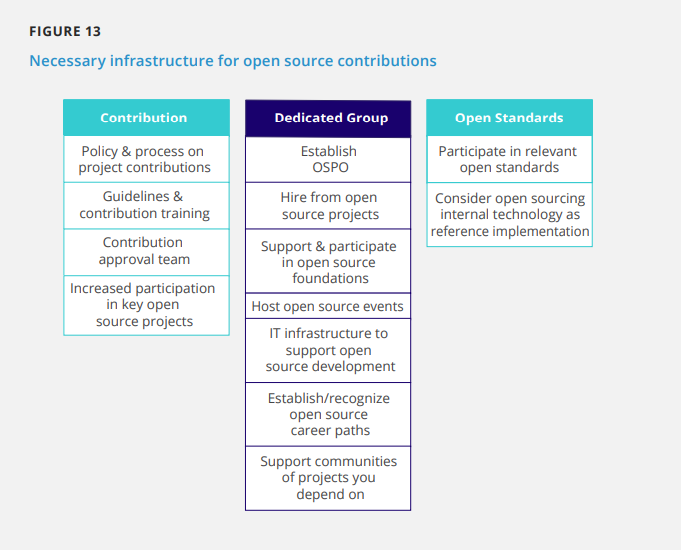 FIGURE 13
Necessary infrastructure for open source contributions
Contribution
Policy & process on
project contributions
Guidelines &
contribution training
Contribution
approval team
Increased participation
in key open
source projects
Dedicated Group
Establish
OSPO
Hire from open
source projects
Support & participate
in open source
foundations
Host open source events
IT infrastructure to
support open
source development
Establish/recognize
open source
career paths
Support communities
of projects you
depend on
Open Standards
Participate in relevant
open standards
Consider open sourcing
internal technology as
reference implementation